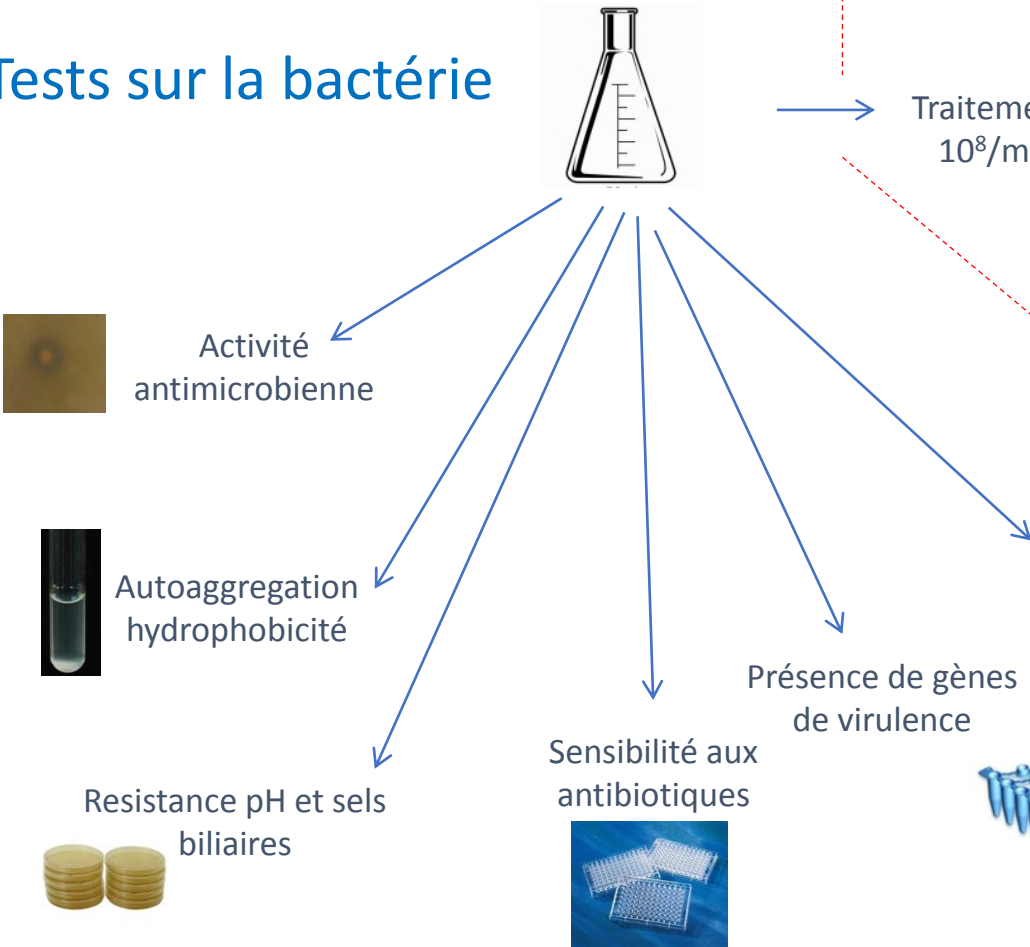 Tests sur la bactérie
Traiteme
10⁸/m
Activité
antimicrobienne
Autoaggregation
hydrophobicité
Présence de gènes
de virulence
Sensibilité aux
antibiotiques
Resistance pH et sels
biliaires